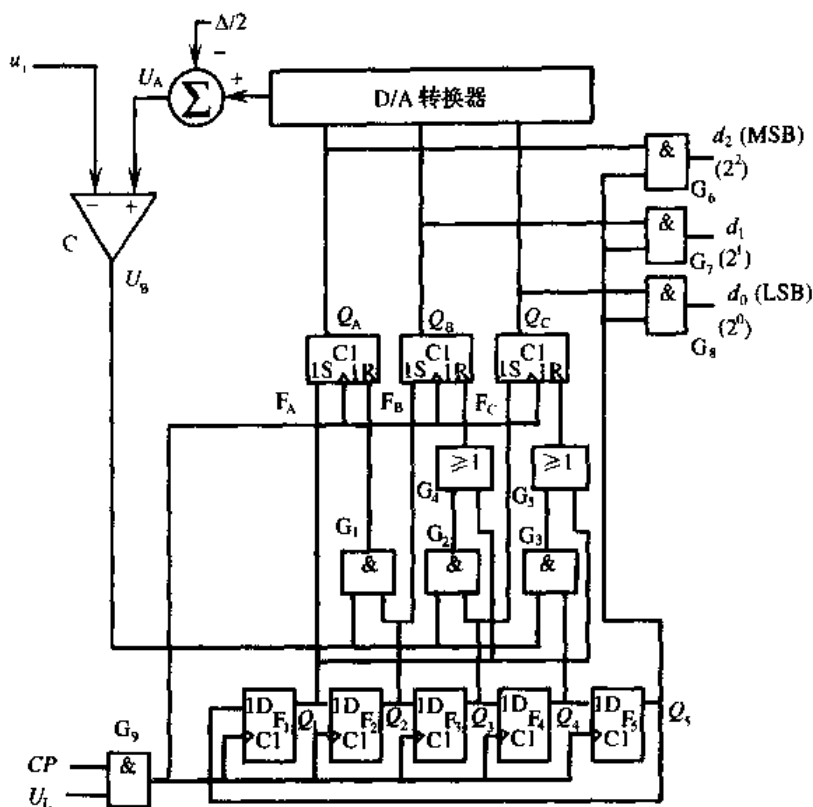 Δ/2
−
u_i
U_A
+
Σ
D/A 转换器
& d_2 (MSB)
(2^2)
G_6
− +
C
& d_1
G_7 (2^1)
U_B
& d_0 (LSB)
(2^0)
G_8
Q_A Q_B Q_C
C1 C1 C1
1S 1R 1S 1R 1S 1R
F_A F_B F_C
≥1 ≥1
G_4 G_5
G_1 G_2 G_3
& & &
1D 1D 1D 1D 1D
F_1 Q F_2 Q_2 F_3 Q_3 F_4 Q_4 F_5 Q_5
C1 C1 C1 C1 C1
G_9
CP &
U_L